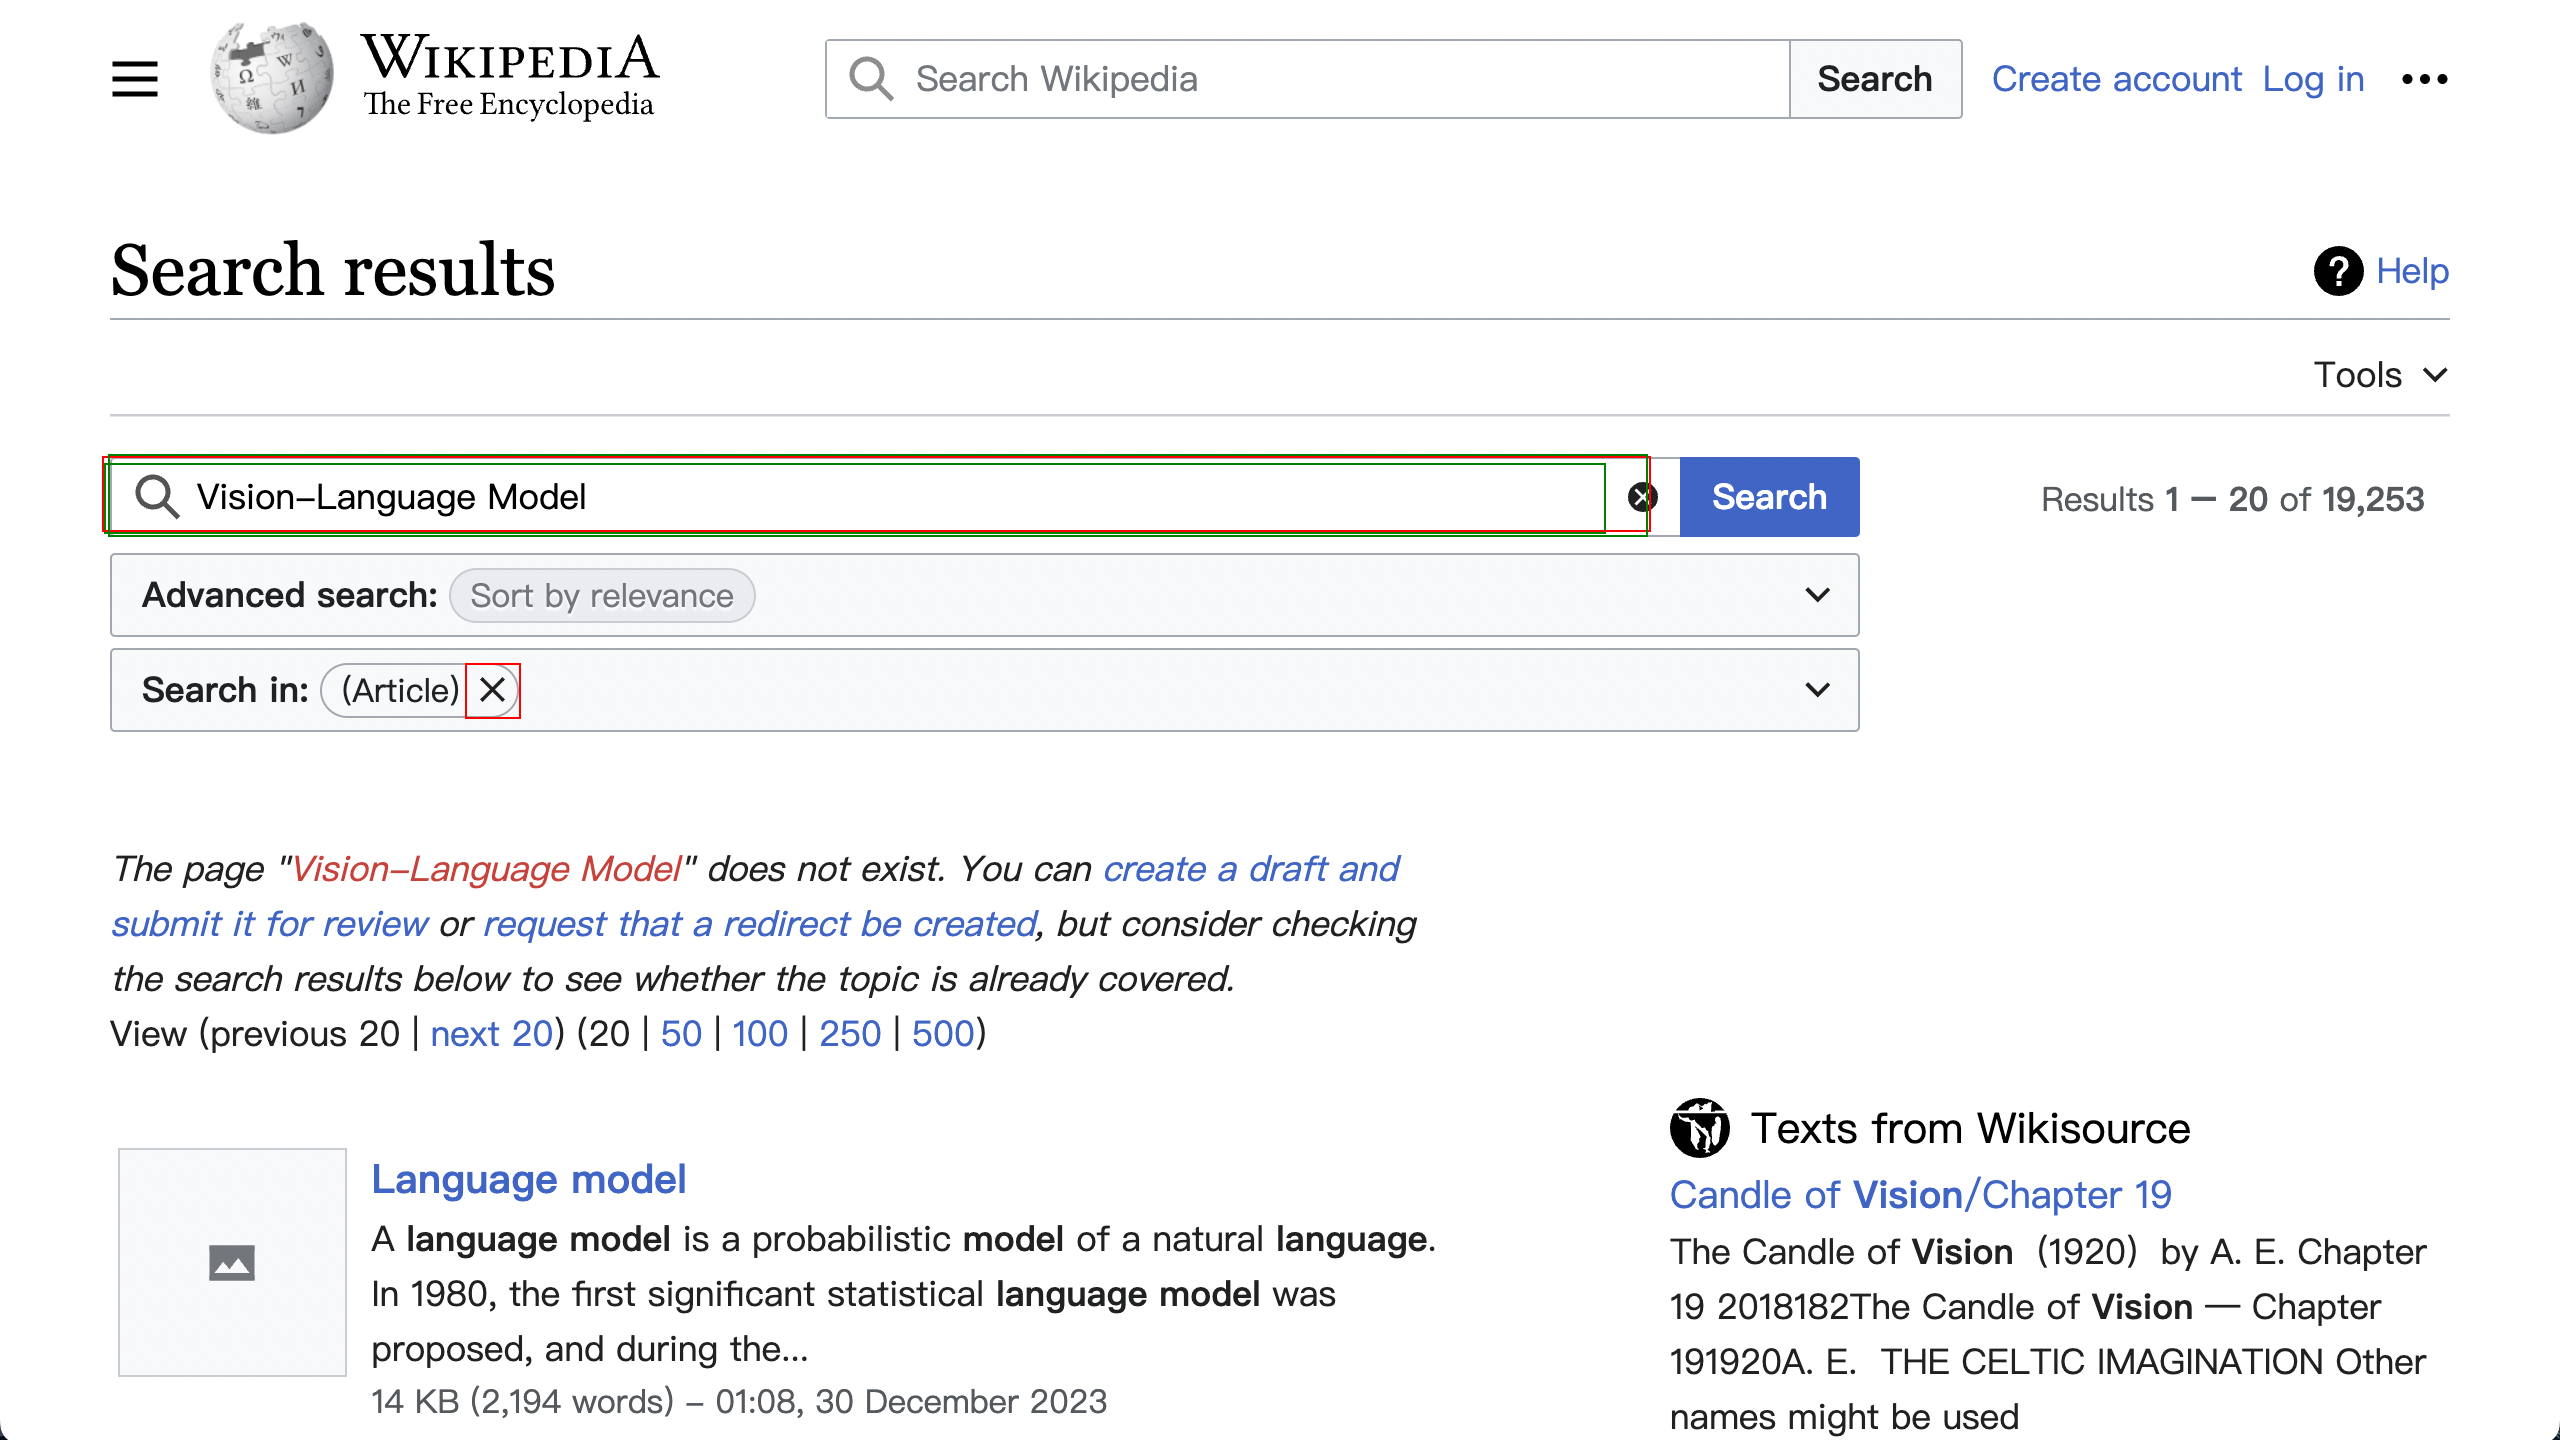 WIKIPEDIA
The Free Encyclopedia
Search Wikipedia
Search
Create account Log in
Search results
Help
Tools
Vision–Language Model
Search
Results 1 – 20 of 19,253
Advanced search: Sort by relevance
Search in: (Article)
The page "Vision–Language Model" does not exist. You can create a draft and
submit it for review or request that a redirect be created, but consider checking
the search results below to see whether the topic is already covered.
View (previous 20 | next 20) (20 | 50 | 100 | 250 | 500)
Language model
A language model is a probabilistic model of a natural language.
In 1980, the first significant statistical language model was
proposed, and during the...
14 KB (2,194 words) – 01:08, 30 December 2023
Texts from Wikisource
Candle of Vision/Chapter 19
The Candle of Vision (1920) by A. E. Chapter
19 2018182The Candle of Vision — Chapter
191920A. E. THE CELTIC IMAGINATION Other
names might be used